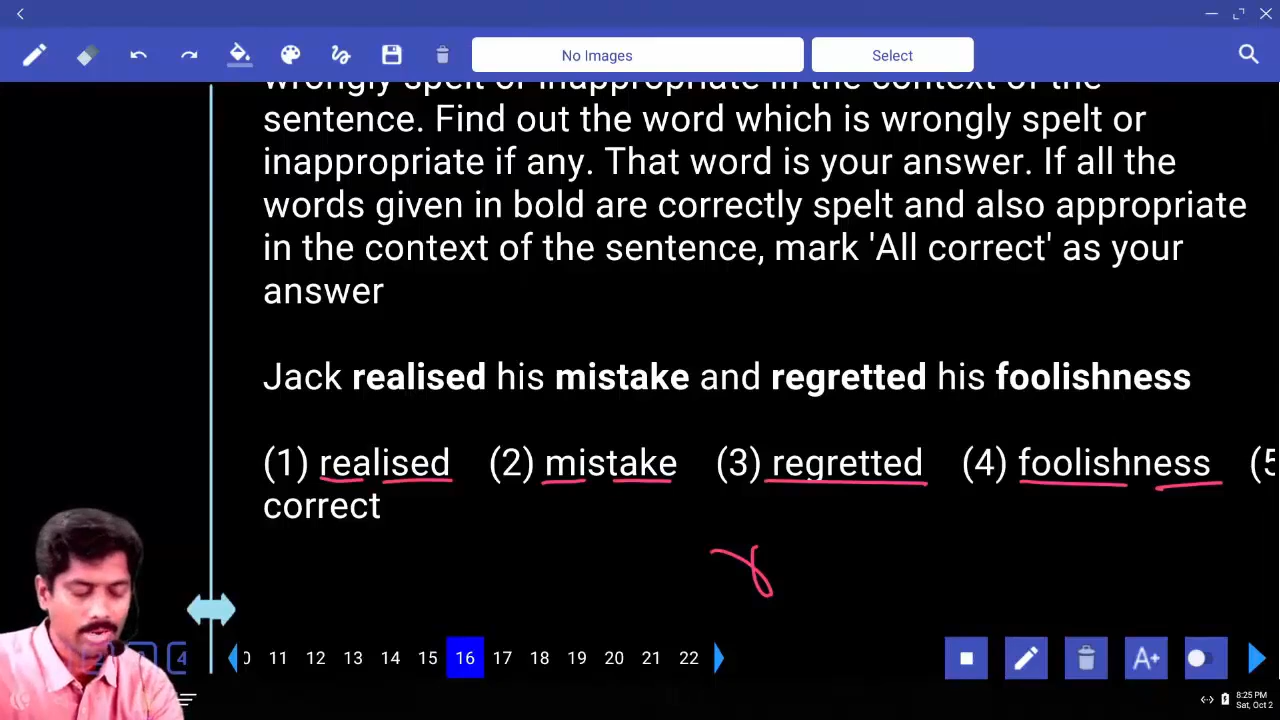 No Images
Select
wrongly spelt or inappropriate in the context of the
sentence. Find out the word which is wrongly spelt or
inappropriate if any. That word is your answer. If all the
words given in bold are correctly spelt and also appropriate
in the context of the sentence, mark 'All correct' as your
answer
Jack realised his mistake and regretted his foolishness
(1) realised (2) mistake (3) regretted (4) foolishness (5
correct
0 11 12 13 14 15 16 17 18 19 20 21 22
A+
8:25 PM
Sat, Oct 2